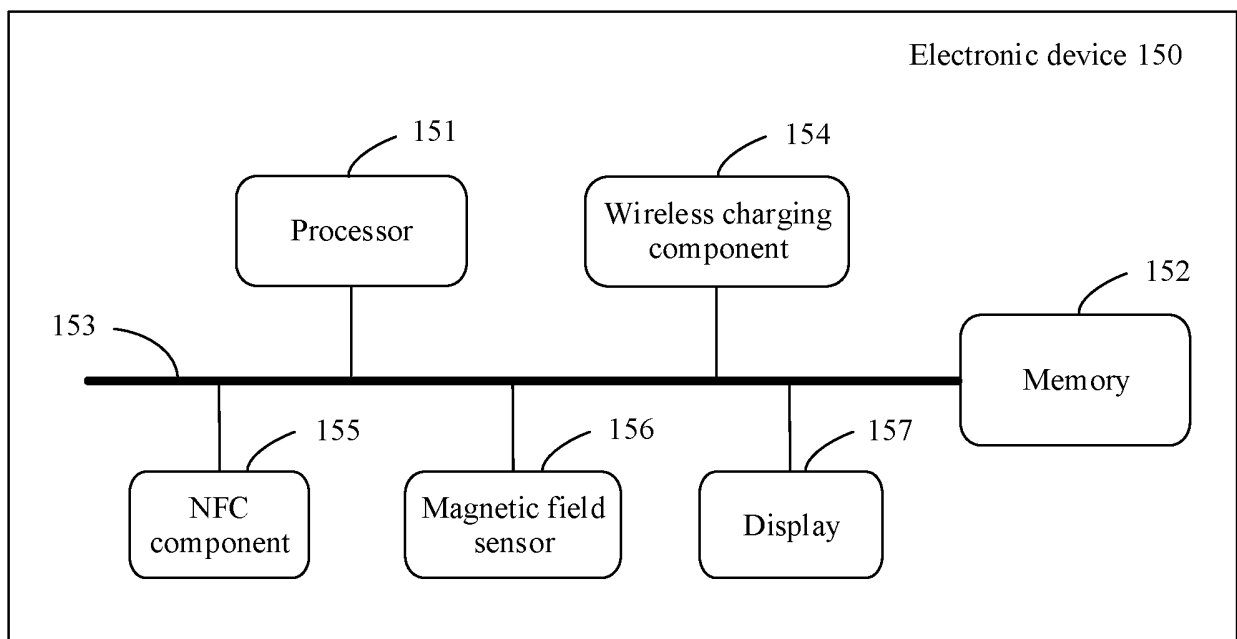 Electronic device 150
151
154
Processor
Wireless charging
component
152
153
Memory
155
156
157
NFC
component
Magnetic field
sensor
Display